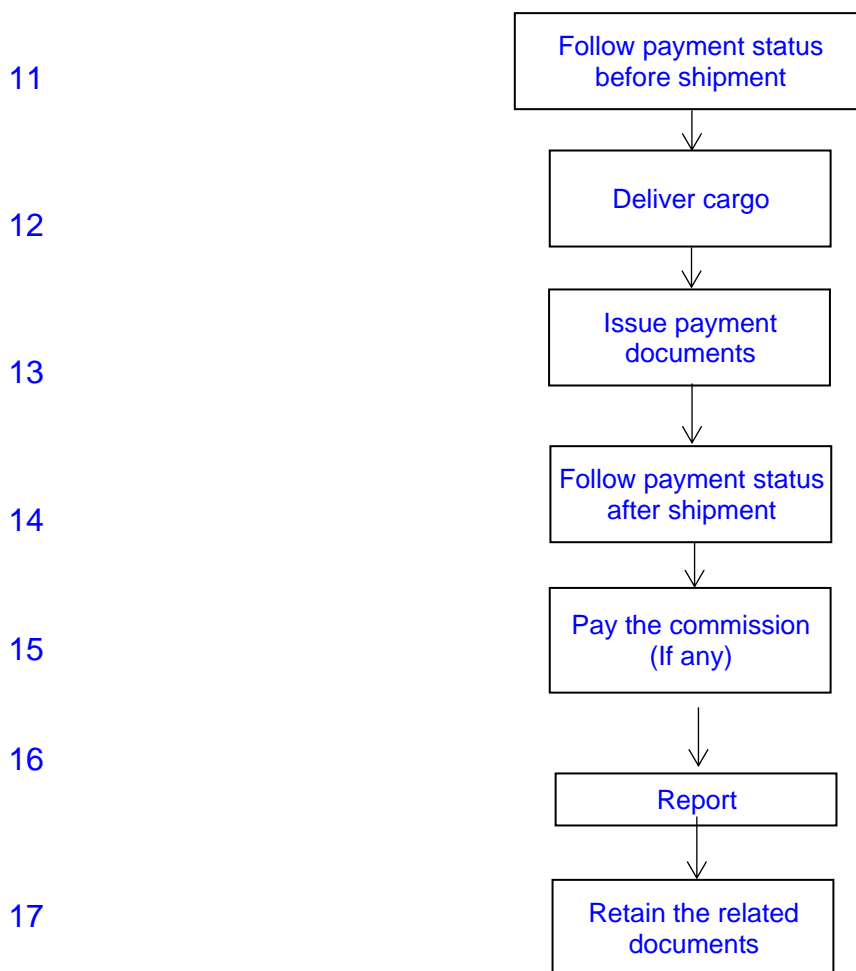 Follow payment status
before shipment
11
Deliver cargo
12
Issue payment
documents
13
Follow payment status
after shipment
14
Pay the commission
(If any)
15
16
Report
17
Retain the related
documents